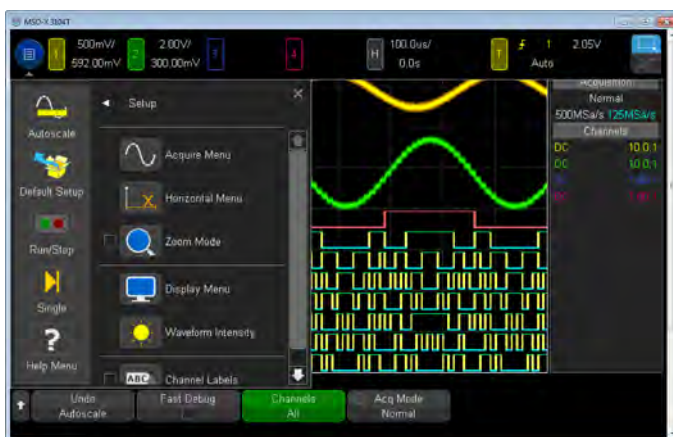 MSO-X 3104T
1 500mV/ 2 2.00V/ 3 4 H 100.0us/ T 1 2.05V
592.00mV 300.00mV 0.0s Auto
Acquisition
Normal
500MSa/s 125MSa/s
Channels
DC 10.0:1
DC 10.0:1
Setup
Autoscale
Default Setup
Run/Stop
Single
?
Help Menu
Acquire Menu
Horizontal Menu
Zoom Mode
Display Menu
Waveform Intensity
ABC Channel Labels
Undo
Autoscale
Fast Debug
Channels
All
Acq Mode
Normal